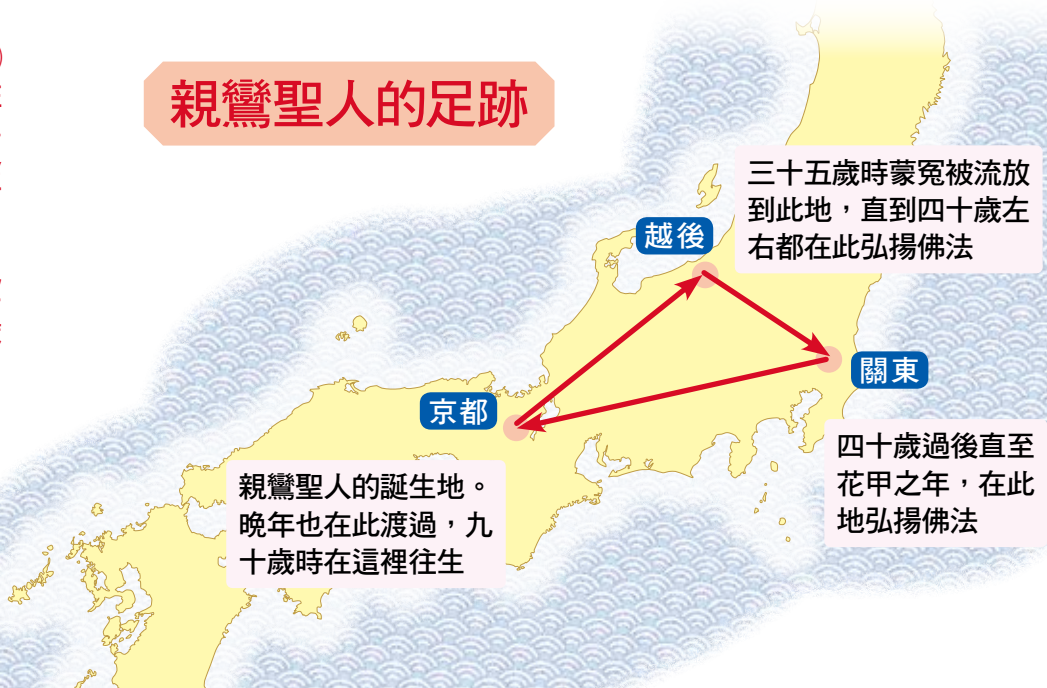 親鸞聖人的足跡
三十五歲時蒙冤被流放
到此地，直到四十歲左
右都在此弘揚佛法
越後
關東
京都
四十歲過後直至
花甲之年，在此
地弘揚佛法
親鸞聖人的誕生地。
晚年也在此渡過，九
十歲時在這裡往生